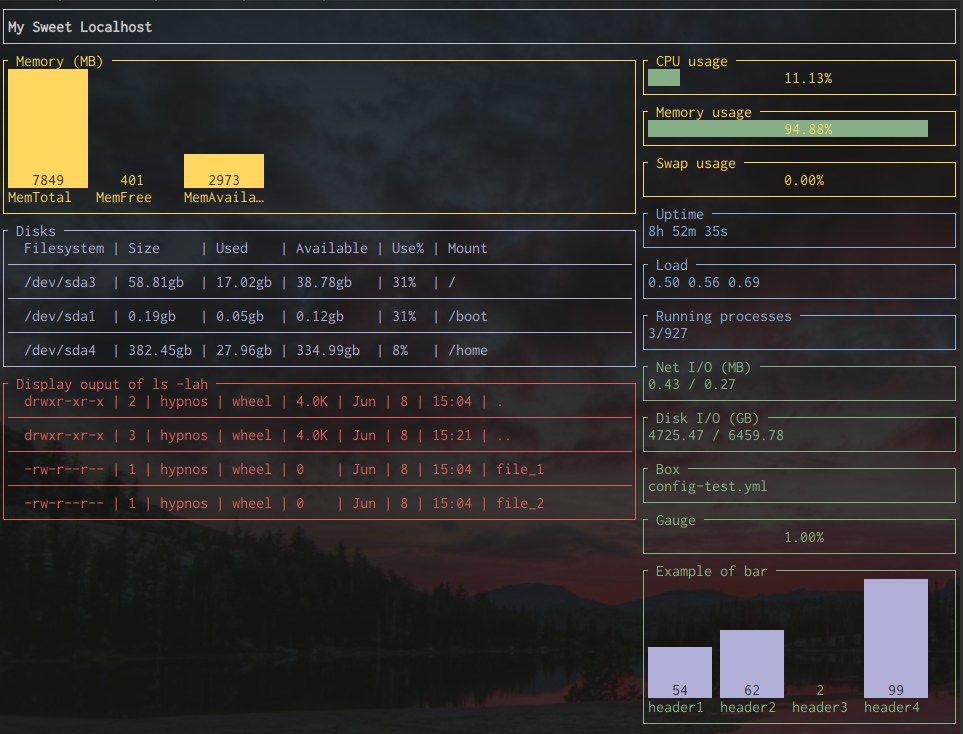 My Sweet Localhost
Memory (MB)
7849 401 2973
MemTotal MemFree MemAvaila…
Disks
Filesystem | Size | Used | Available | Use% | Mount
/dev/sda3 | 58.81gb | 17.02gb | 38.78gb | 31% | /
/dev/sda1 | 0.19gb | 0.05gb | 0.12gb | 31% | /boot
/dev/sda4 | 382.45gb | 27.96gb | 334.99gb | 8% | /home
Display ouput of ls -lah
drwxr-xr-x | 2 | hypnos | wheel | 4.0K | Jun | 8 | 15:04 | .
drwxr-xr-x | 3 | hypnos | wheel | 4.0K | Jun | 8 | 15:21 | ..
-rw-r--r-- | 1 | hypnos | wheel | 0 | Jun | 8 | 15:04 | file_1
-rw-r--r-- | 1 | hypnos | wheel | 0 | Jun | 8 | 15:04 | file_2
CPU usage
11.13%
Memory usage
94.88%
Swap usage
0.00%
Uptime
8h 52m 35s
Load
0.50 0.56 0.69
Running processes
3/927
Net I/O (MB)
0.43 / 0.27
Disk I/O (GB)
4725.47 / 6459.78
Box
config-test.yml
Gauge
1.00%
Example of bar
54 62 2 99
header1 header2 header3 header4